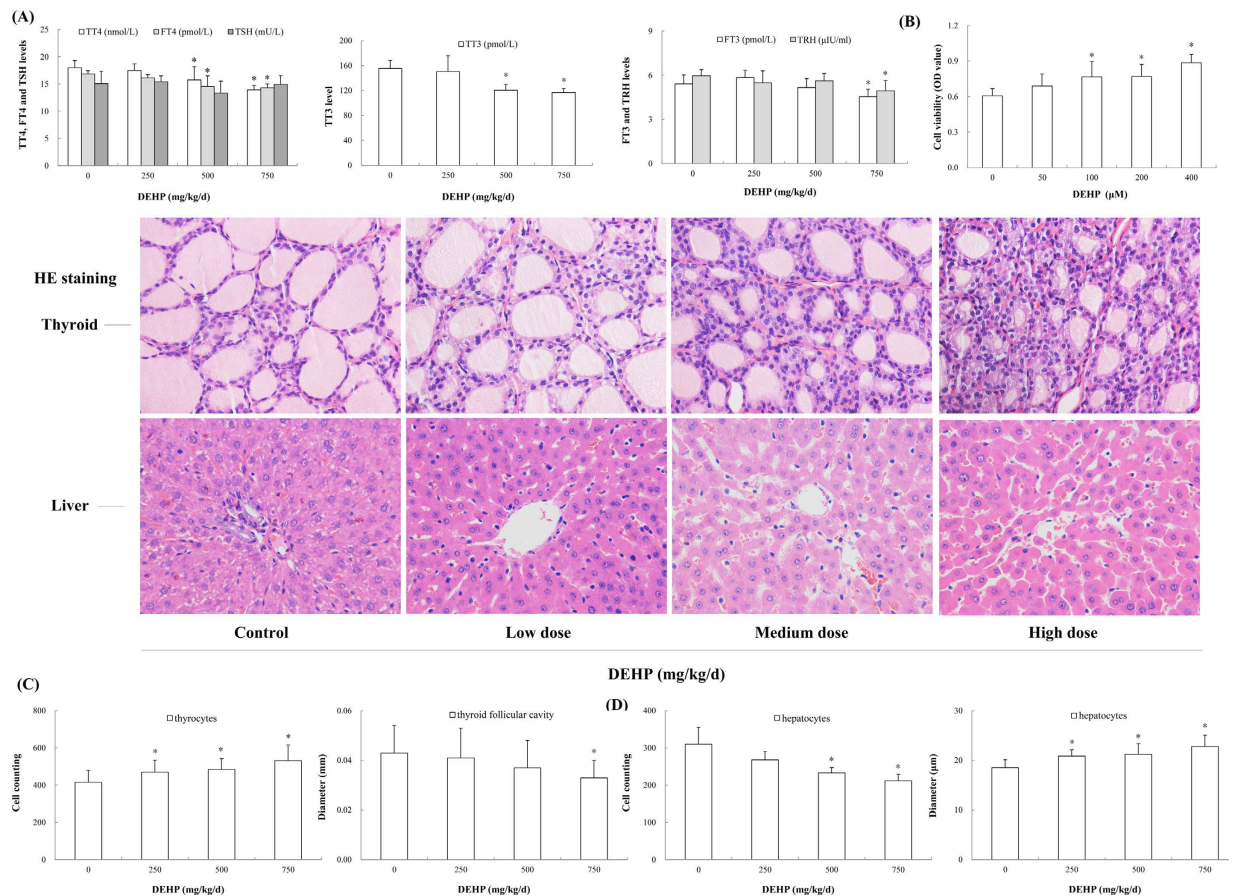 (A)
TT4 (nmol/L) FT4 (pmol/L) TSH (mU/L)
TT4, FT4 and TSH levels
25
20
15
10
5
0
* * * *
0 250 500 750
DEHP (mg/kg/d)
TT3 (pmol/L)
TT3 level
200
160
120
80
40
0
* *
0 250 500 750
DEHP (mg/kg/d)
FT3 (pmol/L) TRH (μIU/ml)
FT3 and TRH levels
9
6
3
0
* *
0 250 500 750
DEHP (mg/kg/d)
(B)
Cell viability (OD value)
1.2
0.9
0.6
0.3
0.0
* * *
0 50 100 200 400
DEHP (μM)
HE staining
Thyroid
Liver
Control Low dose Medium dose High dose
DEHP (mg/kg/d)
(C)
thyrocytes
Cell counting
800
600
400
200
0
* * *
0 250 500 750
DEHP (mg/kg/d)
thyroid follicular cavity
Diameter (mm)
0.06
0.04
0.02
0.00
*
0 250 500 750
DEHP (mg/kg/d)
(D)
hepatocytes
Cell counting
400
300
200
100
0
* *
0 250 500 750
DEHP (mg/kg/d)
hepatocytes
Diameter (μm)
30
20
10
0
* * *
0 250 500 750
DEHP (mg/kg/d)